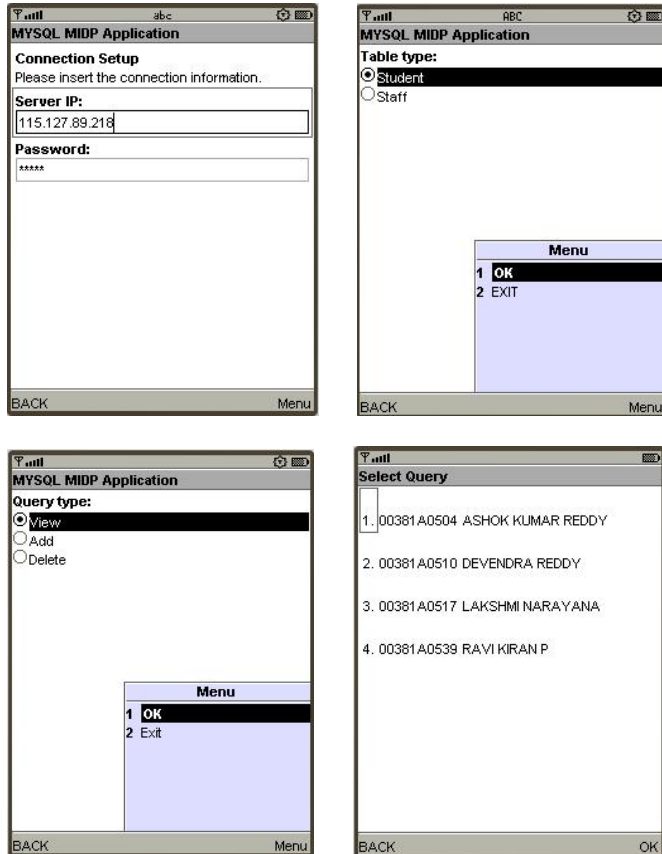 abc
MYSQL MIDP Application
Connection Setup
Please insert the connection information.
Server IP:
115.127.89.218
Password:
*****
BACK Menu
ABC
MYSQL MIDP Application
Table type:
Student
Staff
Menu
1 OK
2 EXIT
BACK Menu
MYSQL MIDP Application
Query type:
View
Add
Delete
Menu
1 OK
2 Exit
BACK Menu
Select Query
1. 00381A0504 ASHOK KUMAR REDDY
2. 00381A0510 DEVENDRA REDDY
3. 00381A0517 LAKSHMI NARAYANA
4. 00381A0539 RAVI KIRAN P
BACK OK